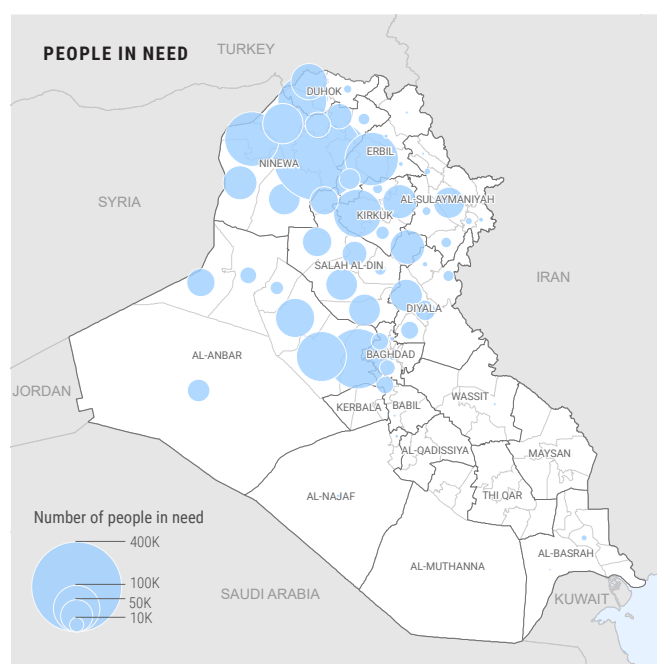 PEOPLE IN NEED
TURKEY
DUHOK
ERBIL
NINEWA
SYRIA
AL-SULAYMANIYAH
KIRKUK
SALAH AL-DIN
IRAN
DIYALA
BAGHDAD
AL-ANBAR
JORDAN
WASSIT
KERBALA
BABIL
AL-QADISSIYA
MAYSAN
AL-NAJAF
THI QAR
Number of people in need
400K
AL-BASRAH
AL-MUTHANNA
100K
SAUDI ARABIA
KUWAIT
50K
10K